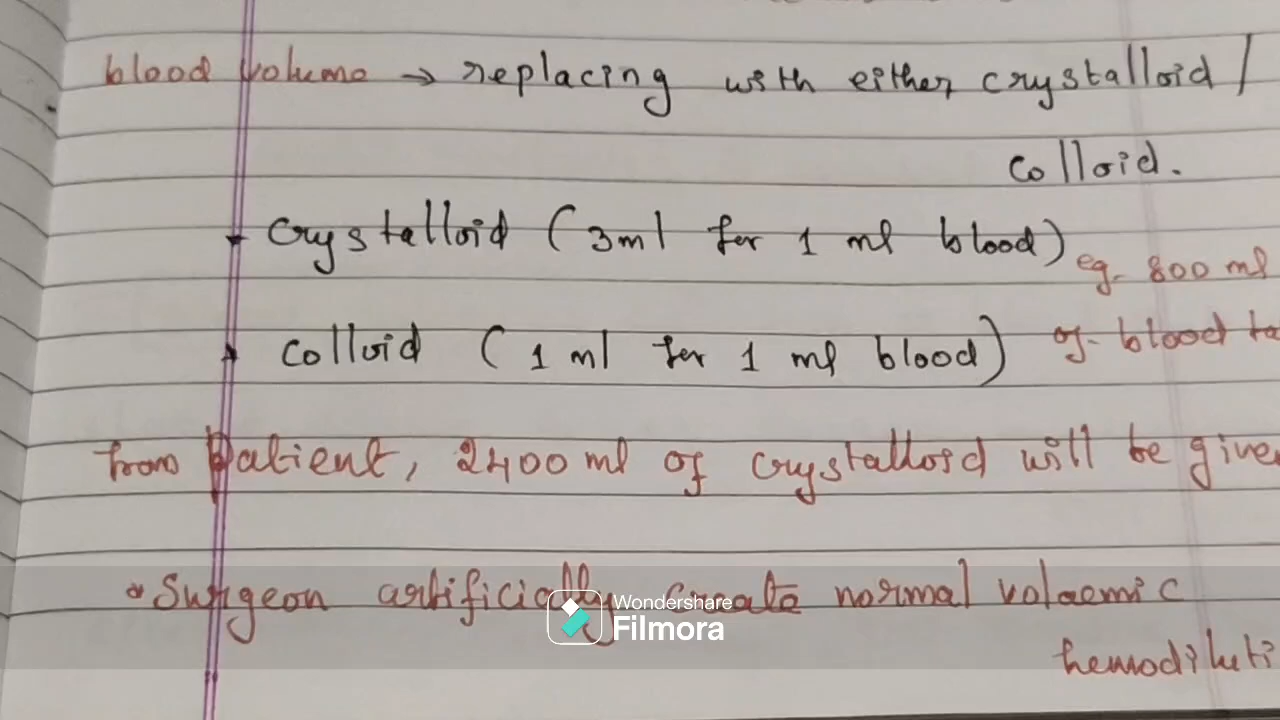 blood volume → replacing with either crystalloid /
colloid.
crystalloid (3ml for 1 ml blood)
eg. 800 ml
colloid (1 ml for 1 ml blood)
of blood ta
from patient, 2400 ml of crystalloid will be give
Surgeon artificially create normal volaemic
hemodiluti
Wondershare
Filmora